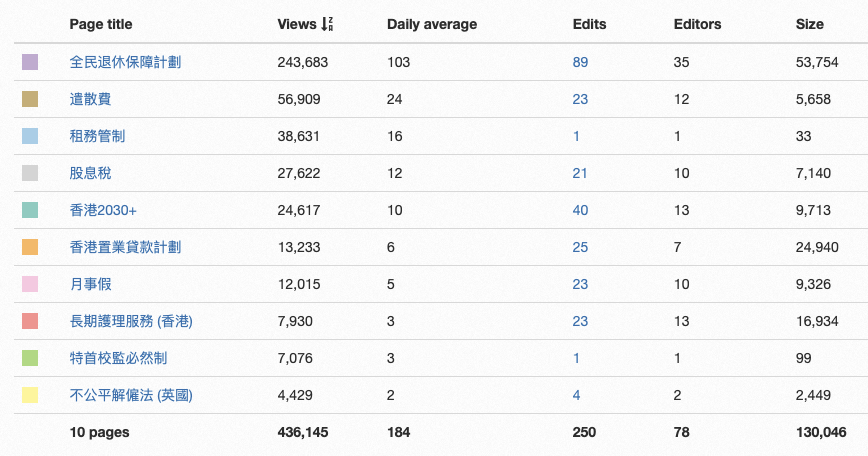 Page title Views Daily average Edits Editors Size
全民退休保障計劃 243,683 103 89 35 53,754
遣散費 56,909 24 23 12 5,658
租務管制 38,631 16 1 1 33
股息稅 27,622 12 21 10 7,140
香港2030+ 24,617 10 40 13 9,713
香港置業貸款計劃 13,233 6 25 7 24,940
月事假 12,015 5 23 10 9,326
長期護理服務 (香港) 7,930 3 23 13 16,934
特首校監必然制 7,076 3 1 1 99
不公平解僱法 (英國) 4,429 2 4 2 2,449
10 pages 436,145 184 250 78 130,046